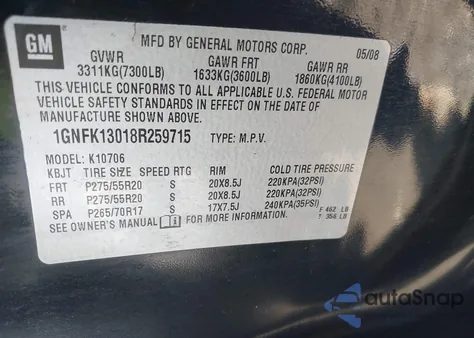 GM
MFD BY GENERAL MOTORS CORP. 05/08
GVWR GAWR FRT GAWR RR
3311KG(7300LB) 1633KG(3600LB) 1860KG(4100LB)
THIS VEHICLE CONFORMS TO ALL APPLICABLE U.S. FEDERAL MOTOR
VEHICLE SAFETY STANDARDS IN EFFECT ON THE DATE OF
MANUFACTURE SHOWN ABOVE.
1GNFK13018R259715 TYPE: M.P.V.
MODEL: K10706
KBJT TIRE SIZE SPEED RTG RIM COLD TIRE PRESSURE
FRT P275/55R20 S 20X8.5J 220KPA(32PSI)
RR P275/55R20 S 20X8.5J 220KPA(32PSI)
SPA P265/70R17 S 17X7.5J 240KPA(35PSI)
SEE OWNER'S MANUAL FOR MORE INFORMATION. F 462 LB
T 356 LB
autoSnap